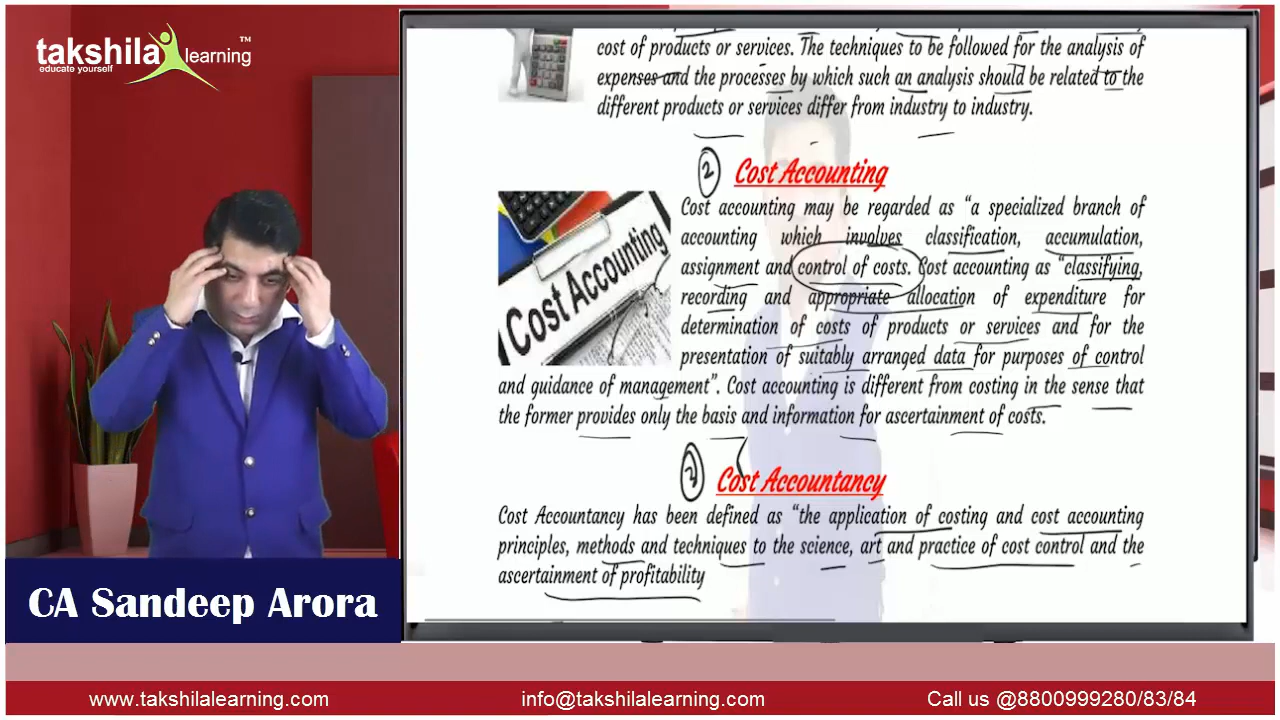 takshila learning™
educate yourself
cost of products or services. The techniques to be followed for the analysis of
expenses and the processes by which such an analysis should be related to the
different products or services differ from industry to industry.
2 Cost Accounting
Cost Accounting
Cost accounting may be regarded as “a specialized branch of
accounting which involves classification, accumulation,
assignment and control of costs. Cost accounting as “classifying,
recording and appropriate allocation of expenditure for
determination of costs of products or services and for the
presentation of suitably arranged data for purposes of control
and guidance of management”. Cost accounting is different from costing in the sense that
the former provides only the basis and information for ascertainment of costs.
Cost Accountancy
Cost Accountancy has been defined as “the application of costing and cost accounting
principles, methods and techniques to the science, art and practice of cost control and the
ascertainment of profitability
CA Sandeep Arora
www.takshilalearning.com
info@takshilalearning.com
Call us @8800999280/83/84